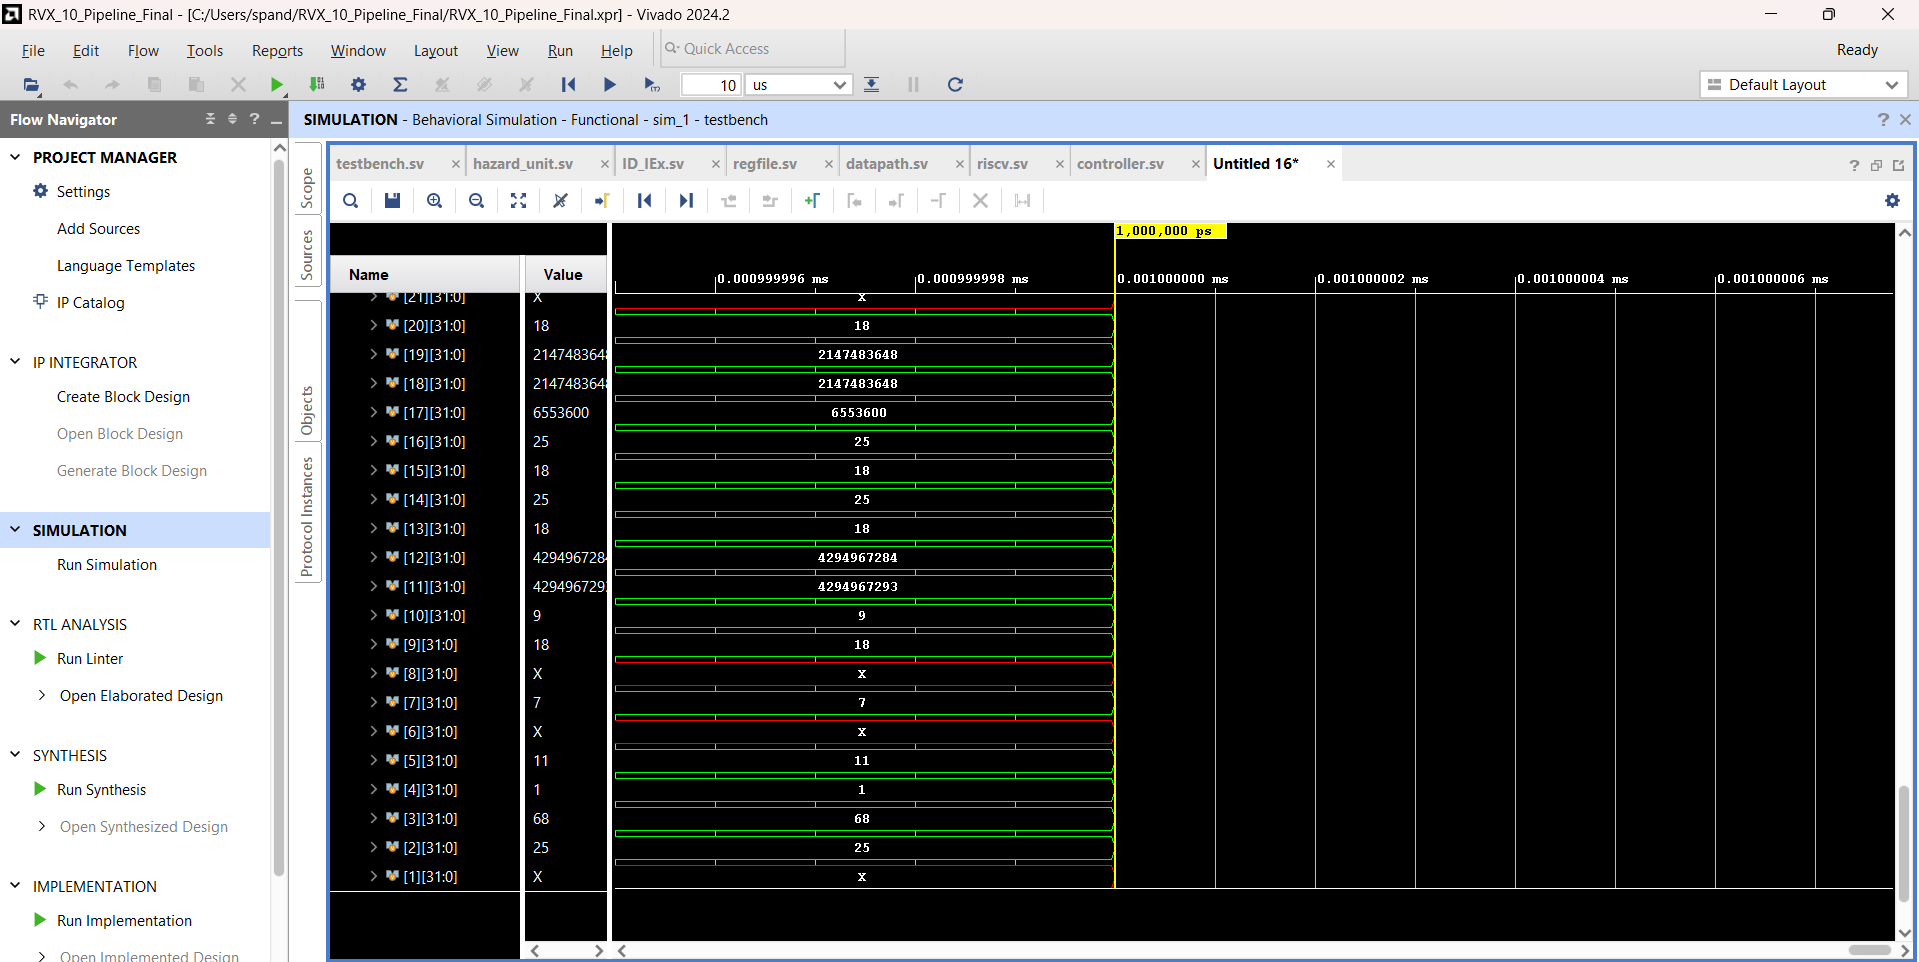 RVX_10_Pipeline_Final - [C:/Users/spand/RVX_10_Pipeline_Final/RVX_10_Pipeline_Final.xpr] - Vivado 2024.2
File Edit Flow Tools Reports Window Layout View Run Help Quick Access Ready
10 us Default Layout
Flow Navigator
SIMULATION - Behavioral Simulation - Functional - sim_1 - testbench
PROJECT MANAGER
Settings
Add Sources
Language Templates
IP Catalog
IP INTEGRATOR
Create Block Design
Open Block Design
Generate Block Design
SIMULATION
Run Simulation
RTL ANALYSIS
Run Linter
Open Elaborated Design
SYNTHESIS
Run Synthesis
Open Synthesized Design
IMPLEMENTATION
Run Implementation
Open Implemented Design
Scope
Sources
Objects
Protocol Instances
testbench.sv hazard_unit.sv ID_IEx.sv regfile.sv datapath.sv riscv.sv controller.sv Untitled 16*
1,000,000 ps
Name Value 0.000999996 ms 0.000999998 ms 0.001000000 ms 0.001000002 ms 0.001000004 ms 0.001000006 ms
[21][31:0] X X
[20][31:0] 18 18
[19][31:0] 2147483648 2147483648
[18][31:0] 2147483648 2147483648
[17][31:0] 6553600 6553600
[16][31:0] 25 25
[15][31:0] 18 18
[14][31:0] 25 25
[13][31:0] 18 18
[12][31:0] 4294967284 4294967284
[11][31:0] 4294967293 4294967293
[10][31:0] 9 9
[9][31:0] 18 18
[8][31:0] X X
[7][31:0] 7 7
[6][31:0] X X
[5][31:0] 11 11
[4][31:0] 1 1
[3][31:0] 68 68
[2][31:0] 25 25
[1][31:0] X X